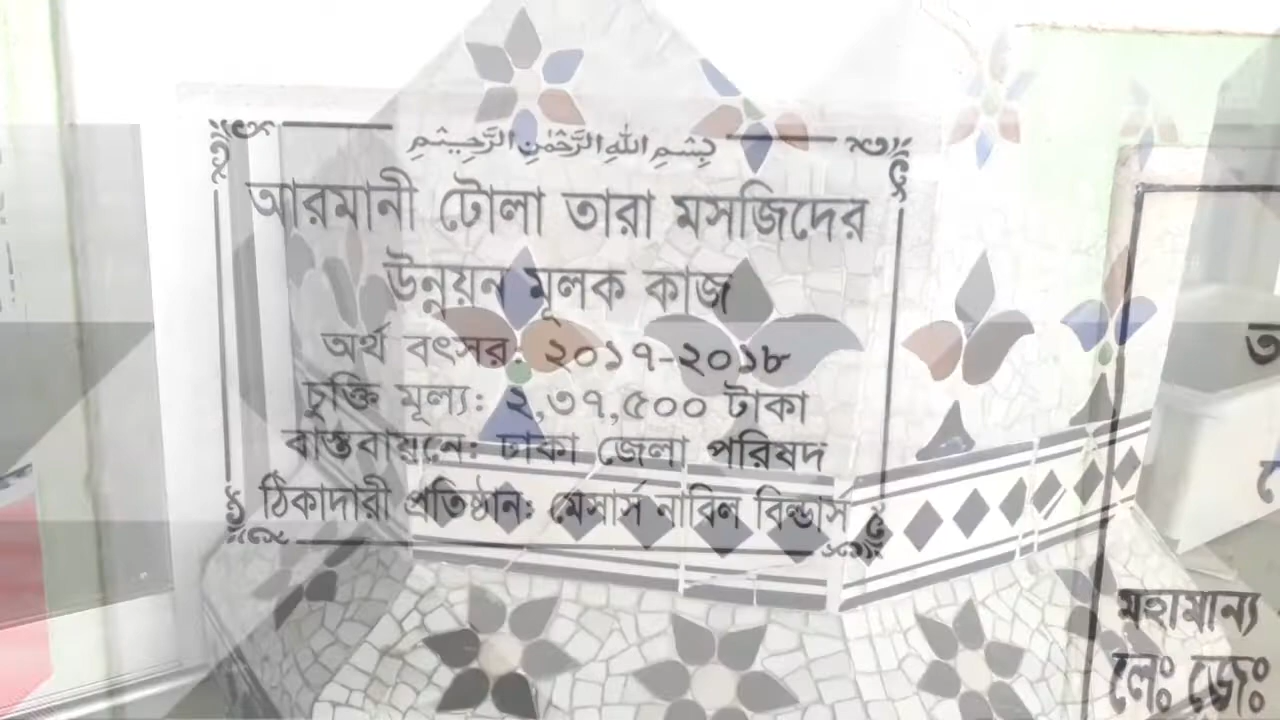 بِسْمِ اللهِ الرَّحْمٰنِ الرَّحِيْمِ
আরমানী টোলা তারা মসজিদের
উন্নয়ন মূলক কাজ
অর্থ বৎসর: ২০১৭-২০১৮
চুক্তি মূল্য: ২,৩৭,৫০০ টাকা
বাস্তবায়নে: ঢাকা জেলা পরিষদ
ঠিকাদারী প্রতিষ্ঠান: মেসার্স নাবিল বিল্ডার্স
মহামান্য
লেঃ জেঃ